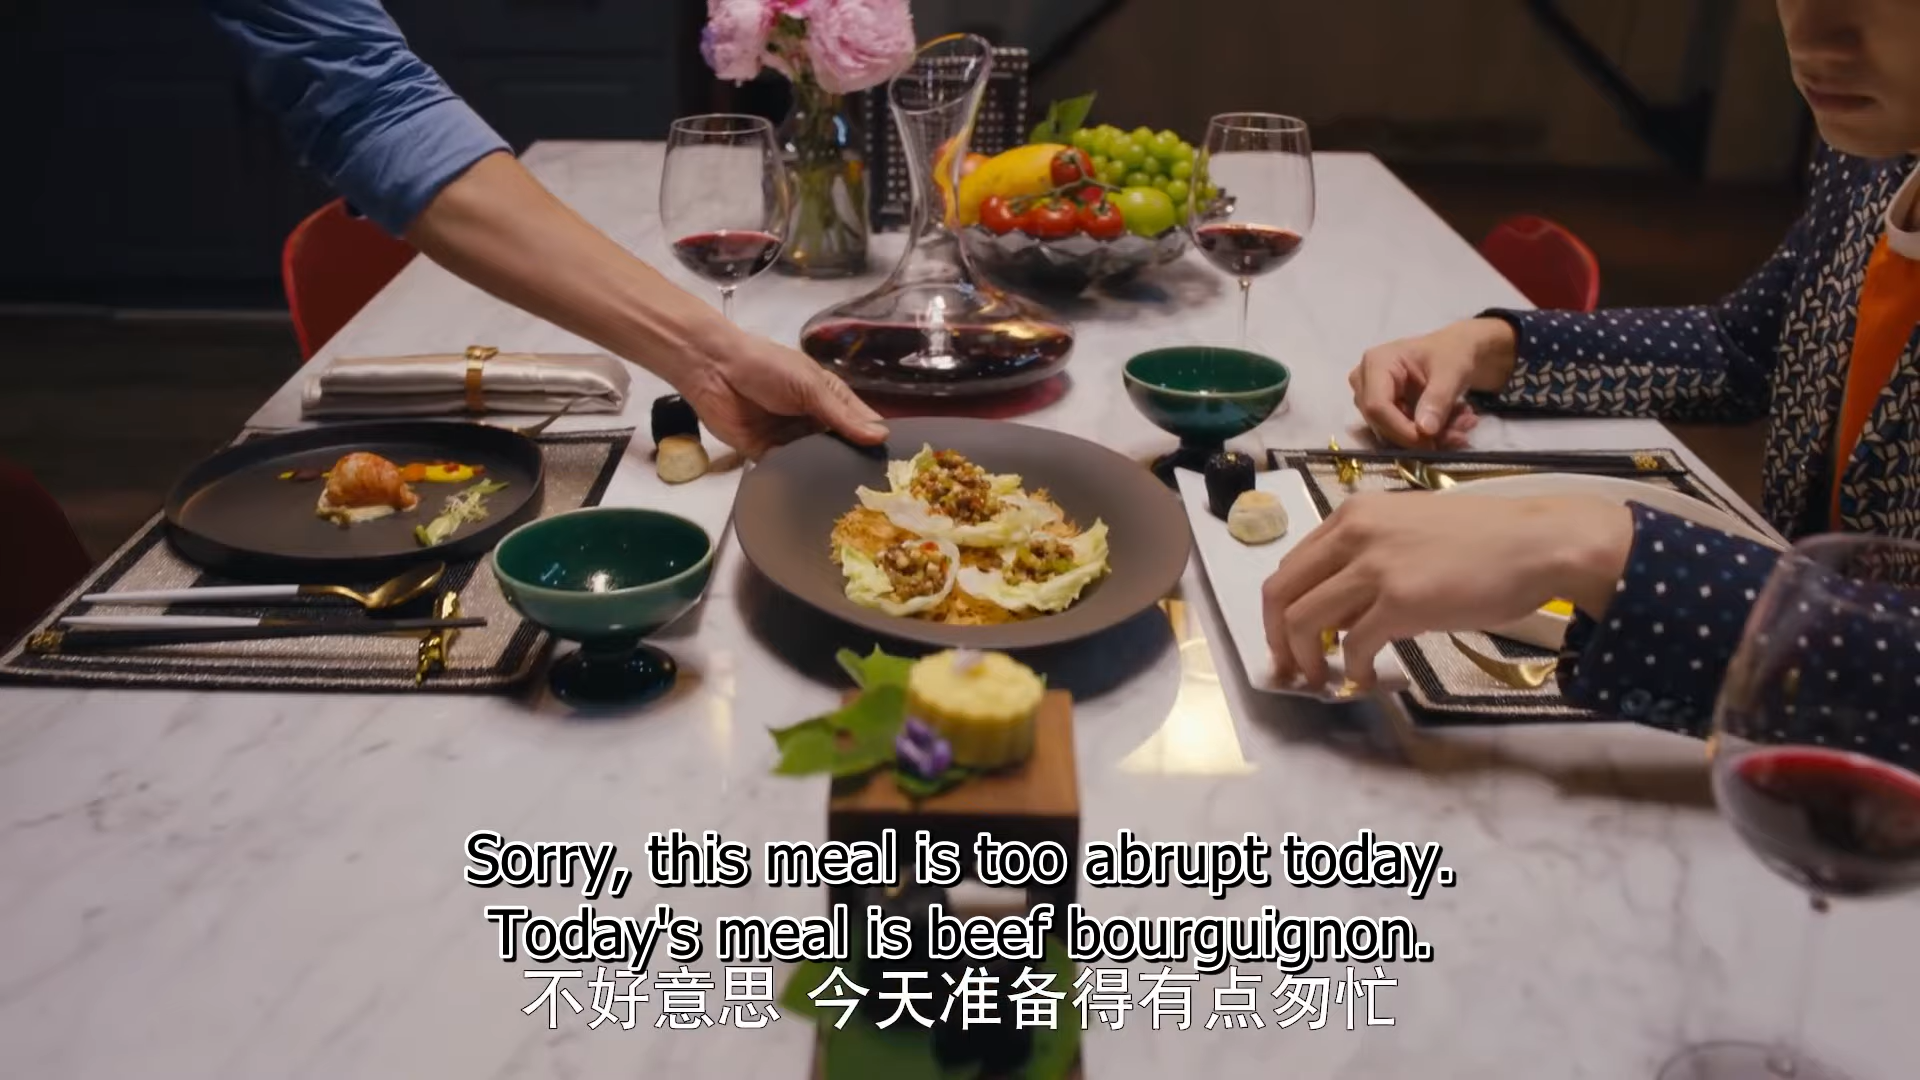 Sorry, this meal is too abrupt today.
Today's meal is beef bourguignon.
不好意思 今天准备得有点匆忙